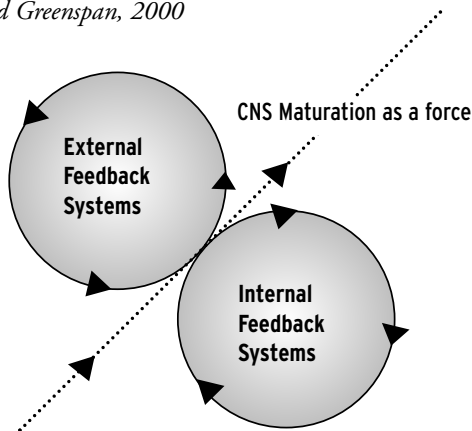 d Greenspan, 2000
CNS Maturation as a force
External
Feedback
Systems
Internal
Feedback
Systems